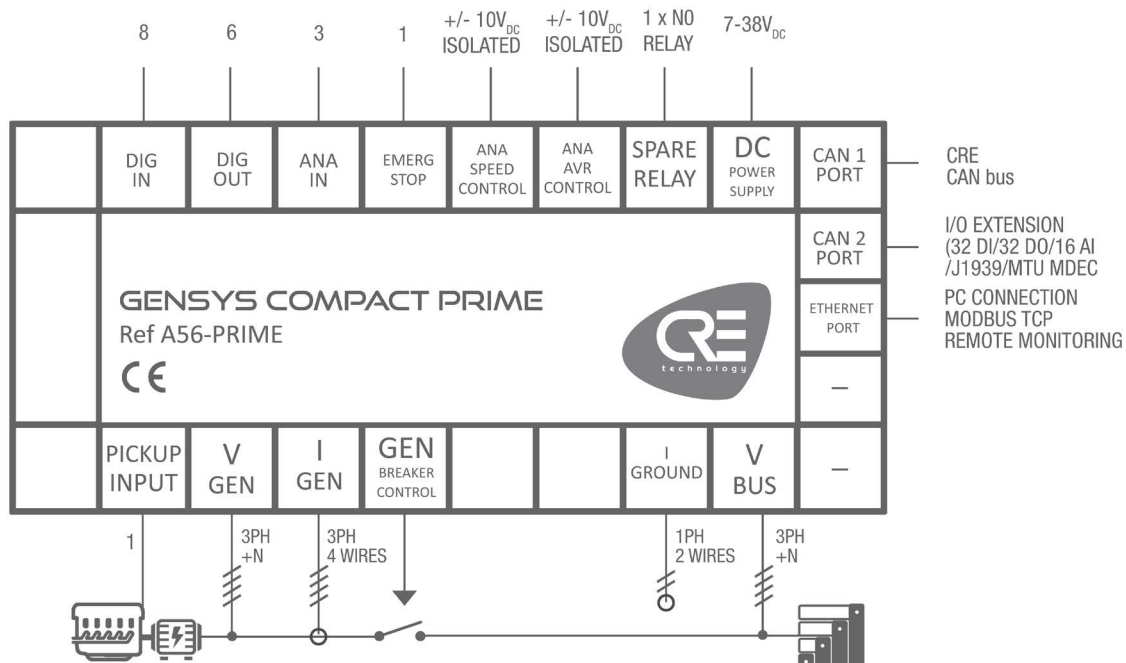 8
6
3
1
+/- 10VDC
ISOLATED
+/- 10VDC
ISOLATED
1 x NO
RELAY
7-38VDC
DIG
IN
DIG
OUT
ANA
IN
EMERG
STOP
ANA
SPEED
CONTROL
ANA
AVR
CONTROL
SPARE
RELAY
DC
POWER
SUPPLY
CAN 1
PORT
CRE
CAN bus
CAN 2
PORT
I/O EXTENSION
(32 DI/32 DO/16 AI
/J1939/MTU MDEC
ETHERNET
PORT
PC CONNECTION
MODBUS TCP
REMOTE MONITORING
GENSYS COMPACT PRIME
Ref A56-PRIME
CE
CRE
technology
–
–
PICKUP
INPUT
V
GEN
I
GEN
GEN
BREAKER
CONTROL
I
GROUND
V
BUS
1
3PH
+N
3PH
4 WIRES
1PH
2 WIRES
3PH
+N